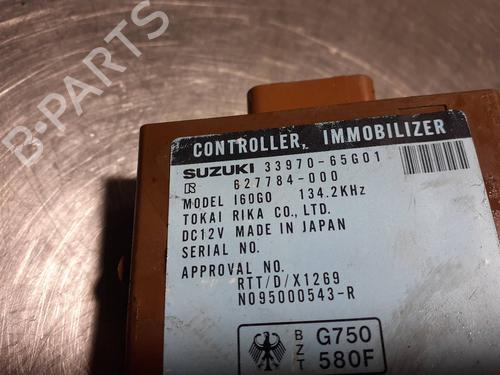 B-PARTS
CONTROLLER, IMMOBILIZER
SUZUKI 33970-65G01
627784-000
MODEL I60G0 134.2KHz
TOKAI RIKA CO., LTD.
DC12V MADE IN JAPAN
SERIAL NO.
APPROVAL NO.
RTT/D/X1269
N095000543-R
BZT G750
580F